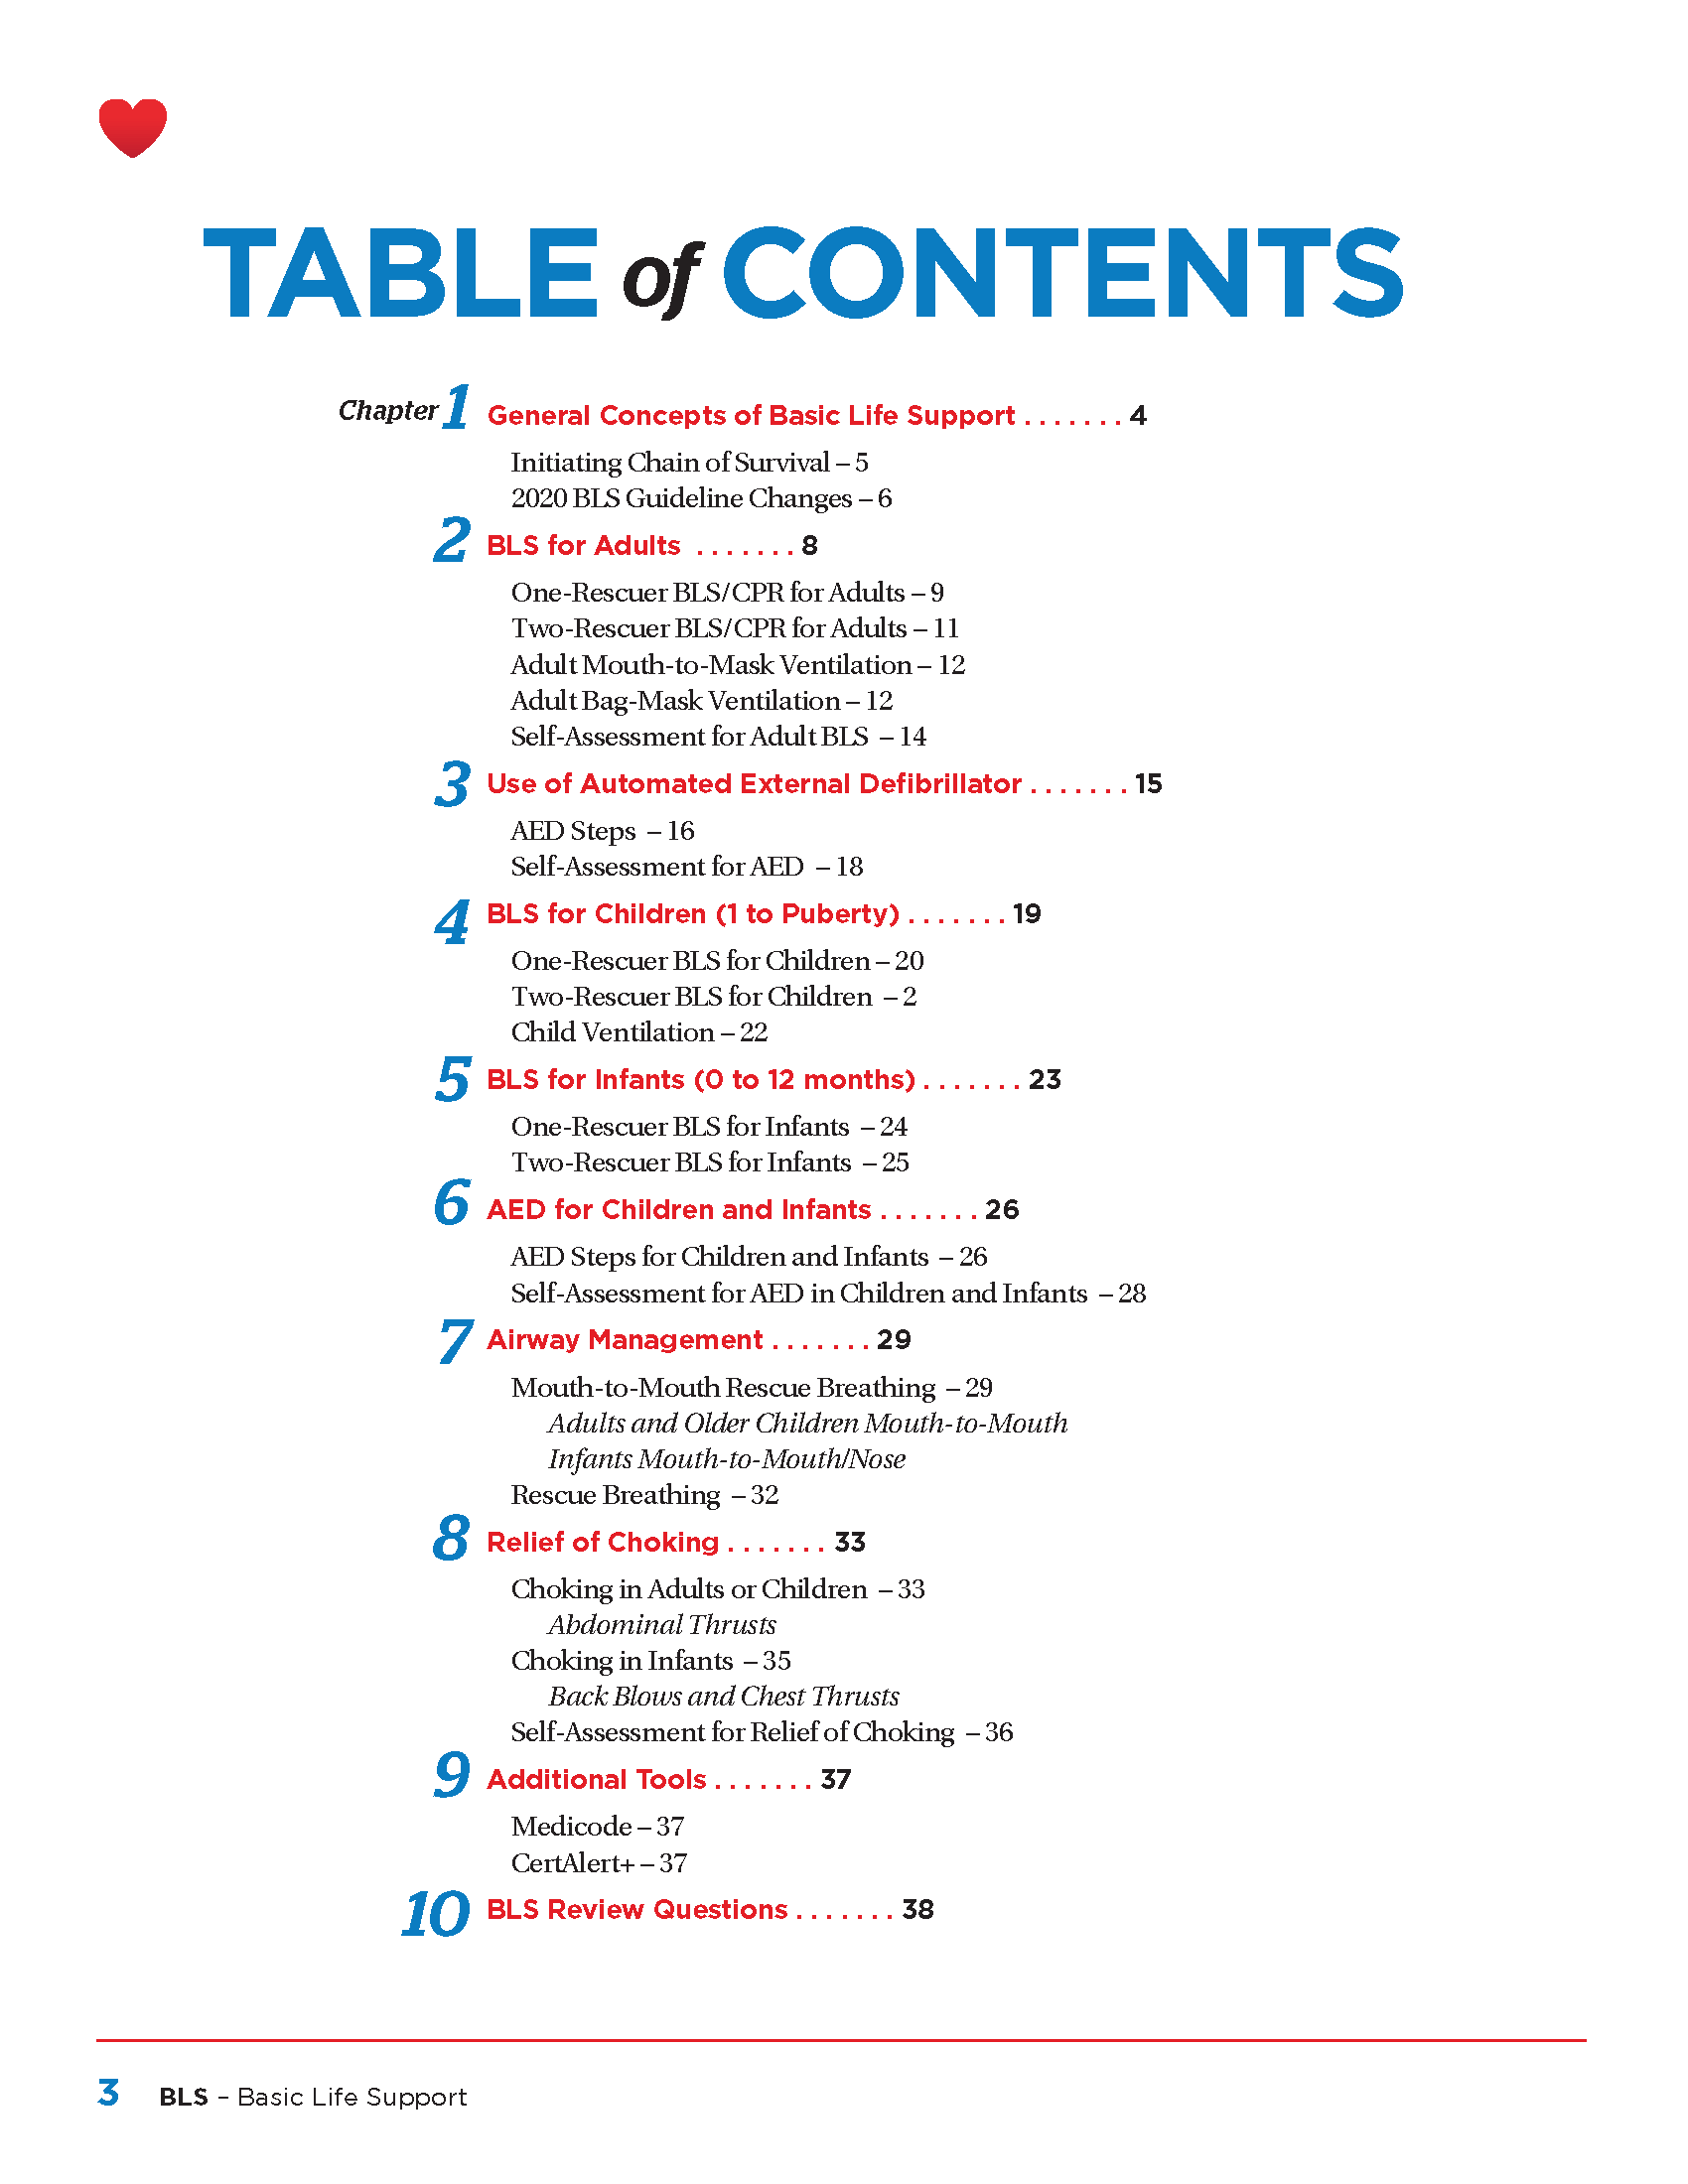 TABLE of CONTENTS
Chapter 1 General Concepts of Basic Life Support . . . . . . . 4
Initiating Chain of Survival – 5
2020 BLS Guideline Changes – 6
2 BLS for Adults . . . . . . . 8
One-Rescuer BLS/CPR for Adults – 9
Two-Rescuer BLS/CPR for Adults – 11
Adult Mouth-to-Mask Ventilation – 12
Adult Bag-Mask Ventilation – 12
Self-Assessment for Adult BLS – 14
3 Use of Automated External Defibrillator . . . . . . . 15
AED Steps – 16
Self-Assessment for AED – 18
4 BLS for Children (1 to Puberty) . . . . . . . 19
One-Rescuer BLS for Children – 20
Two-Rescuer BLS for Children – 2
Child Ventilation – 22
5 BLS for Infants (0 to 12 months) . . . . . . . 23
One-Rescuer BLS for Infants – 24
Two-Rescuer BLS for Infants – 25
6 AED for Children and Infants . . . . . . . 26
AED Steps for Children and Infants – 26
Self-Assessment for AED in Children and Infants – 28
7 Airway Management . . . . . . . 29
Mouth-to-Mouth Rescue Breathing – 29
Adults and Older Children Mouth-to-Mouth
Infants Mouth-to-Mouth/Nose
Rescue Breathing – 32
8 Relief of Choking . . . . . . . 33
Choking in Adults or Children – 33
Abdominal Thrusts
Choking in Infants – 35
Back Blows and Chest Thrusts
Self-Assessment for Relief of Choking – 36
9 Additional Tools . . . . . . . 37
Medicode – 37
CertAlert+ – 37
10 BLS Review Questions . . . . . . . 38
3 BLS – Basic Life Support